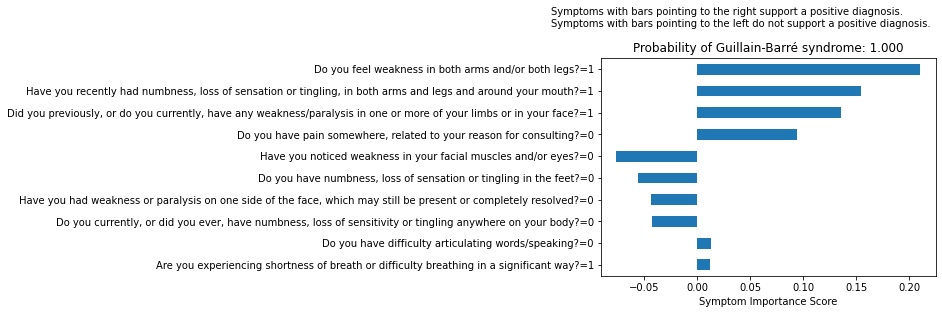 Symptoms with bars pointing to the right support a positive diagnosis.
Symptoms with bars pointing to the left do not support a positive diagnosis.
Probability of Guillain-Barré syndrome: 1.000
Do you feel weakness in both arms and/or both legs?=1
Have you recently had numbness, loss of sensation or tingling, in both arms and legs and around your mouth?=1
Did you previously, or do you currently, have any weakness/paralysis in one or more of your limbs or in your face?=1
Do you have pain somewhere, related to your reason for consulting?=0
Have you noticed weakness in your facial muscles and/or eyes?=0
Do you have numbness, loss of sensation or tingling in the feet?=0
Have you had weakness or paralysis on one side of the face, which may still be present or completely resolved?=0
Do you currently, or did you ever, have numbness, loss of sensitivity or tingling anywhere on your body?=0
Do you have difficulty articulating words/speaking?=0
Are you experiencing shortness of breath or difficulty breathing in a significant way?=1
−0.05 0.00 0.05 0.10 0.15 0.20
Symptom Importance Score